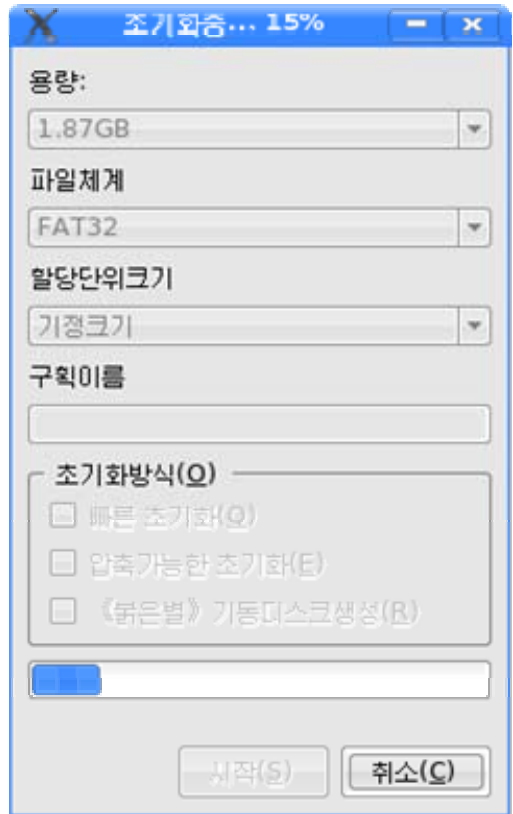 초기화중... 15%
용량:
1.87GB
파일체계
FAT32
할당단위크기
기정크기
구획이름
초기화방식(O)
빠른 초기화(Q)
압축가능한 초기화(E)
《붉은별》 기동디스크생성(R)
시작(S)
취소(C)